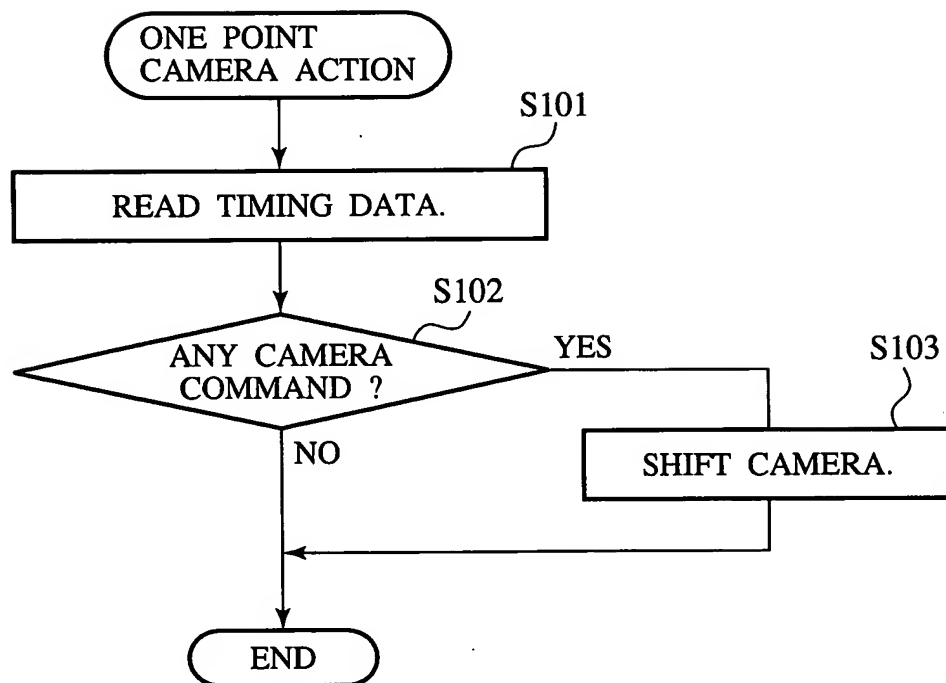 ONE POINT
CAMERA ACTION
S101
READ TIMING DATA.
S102
ANY CAMERA
COMMAND ?
YES
S103
NO
SHIFT CAMERA.
END